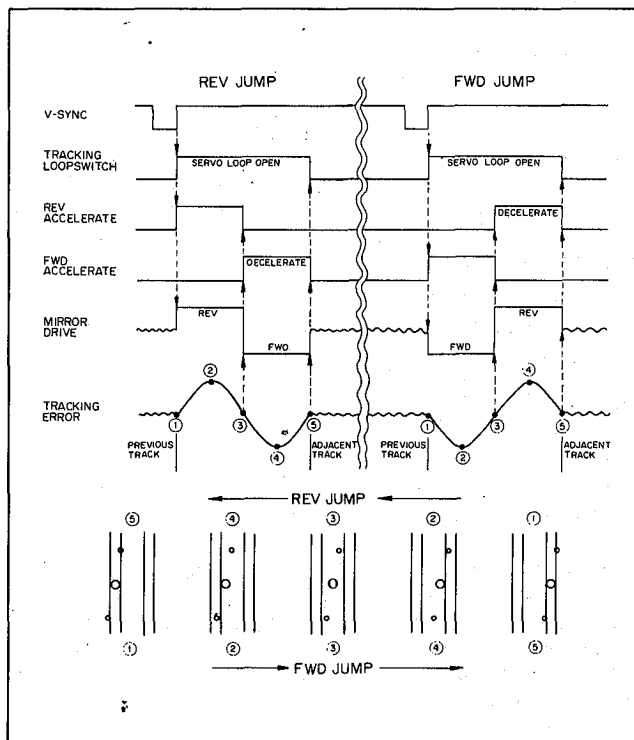 REV JUMP FWD JUMP
V-SYNC
TRACKING
LOOPSWITCH
SERVO LOOP OPEN SERVO LOOP OPEN
REV
ACCELERATE
DECELERATE
FWD
ACCELERATE
DECELERATE
MIRROR
DRIVE
REV REV
FWD FWD
TRACKING
ERROR
② ④
① ③ ⑤ ① ③ ⑤
④ ②
PREVIOUS
TRACK
ADJACENT
TRACK
PREVIOUS
TRACK
ADJACENT
TRACK
REV JUMP
⑤ ④ ③ ② ①
① ② ③ ④ ⑤
FWD JUMP